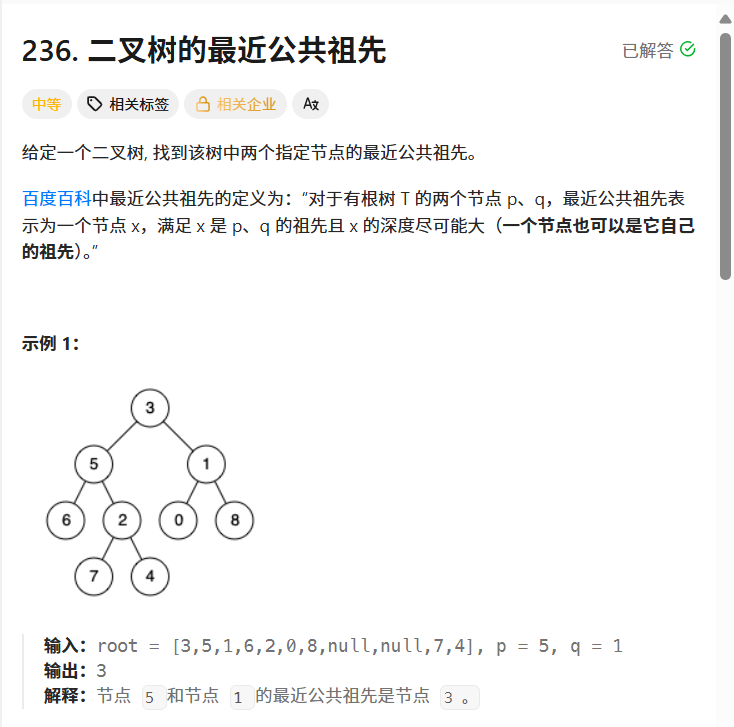 236. 二叉树的最近公共祖先
已解答
中等 相关标签 相关企业 Aあ
给定一个二叉树, 找到该树中两个指定节点的最近公共祖先。
百度百科中最近公共祖先的定义为：“对于有根树 T 的两个节点 p、q，最近公共祖先表
示为一个节点 x，满足 x 是 p、q 的祖先且 x 的深度尽可能大（一个节点也可以是它自己
的祖先）。”
示例 1：
3
5 1
6 2 0 8
7 4
输入：root = [3,5,1,6,2,0,8,null,null,7,4], p = 5, q = 1
输出：3
解释：节点 5 和节点 1 的最近公共祖先是节点 3 。